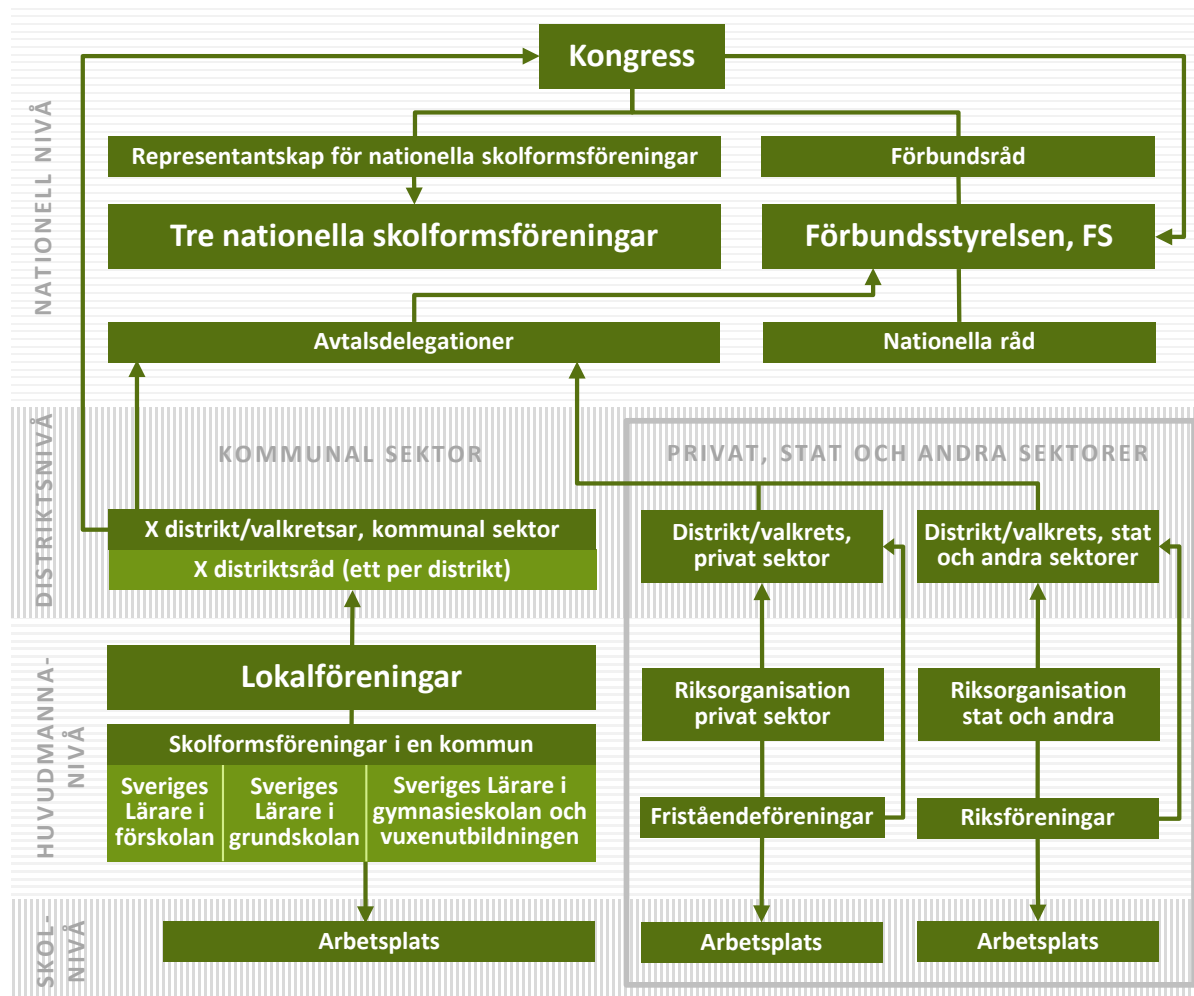 NATIONELL NIVÅ
Kongress
Representantskap för nationella skolformsföreningar
Förbundsråd
Tre nationella skolformsföreningar
Förbundsstyrelsen, FS
Avtalsdelegationer
Nationella råd
DISTRIKTSNIVÅ
KOMMUNAL SEKTOR
PRIVAT, STAT OCH ANDRA SEKTORER
X distrikt/valkretsar, kommunal sektor
X distriktsråd (ett per distrikt)
Distrikt/valkrets,
privat sektor
Distrikt/valkrets, stat
och andra sektorer
HUVUDMANNA-
NIVÅ
Lokalföreningar
Riksorganisation
privat sektor
Riksorganisation
stat och andra
Skolformsföreningar i en kommun
Sveriges
Lärare i
förskolan
Sveriges
Lärare i
grundskolan
Sveriges Lärare i
gymnasieskolan och
vuxenutbildningen
Friståendeföreningar
Riksföreningar
SKOL-
NIVÅ
Arbetsplats
Arbetsplats
Arbetsplats